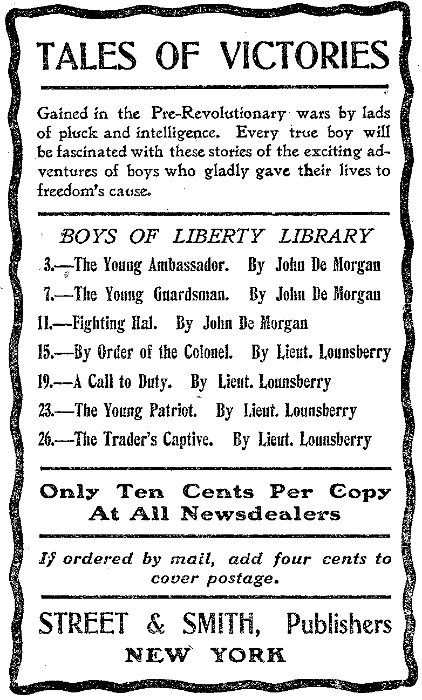 TALES OF VICTORIES
Gained in the Pre-Revolutionary wars by lads
of pluck and intelligence. Every true boy will
be fascinated with these stories of the exciting ad-
ventures of boys who gladly gave their lives to
freedom's cause.
BOYS OF LIBERTY LIBRARY
3.—The Young Ambassador. By John De Morgan
7.—The Young Guardsman. By John De Morgan
11.—Fighting Hal. By John De Morgan
15.—By Order of the Colonel. By Lieut. Lounsberry
19.—A Call to Duty. By Lieut. Lounsberry
23.—The Young Patriot. By Lieut. Lounsberry
26.—The Trader's Captive. By Lieut. Lounsberry
Only Ten Cents Per Copy
At All Newsdealers
If ordered by mail, add four cents to
cover postage.
STREET & SMITH, Publishers
NEW YORK